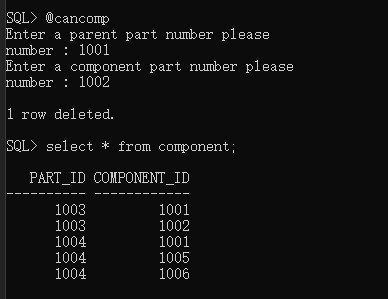 SQL> @cancomp
Enter a parent part number please
number : 1001
Enter a component part number please
number : 1002
1 row deleted.
SQL> select * from component;
PART_ID COMPONENT_ID
---------- ------------
1003 1001
1003 1002
1004 1001
1004 1005
1004 1006